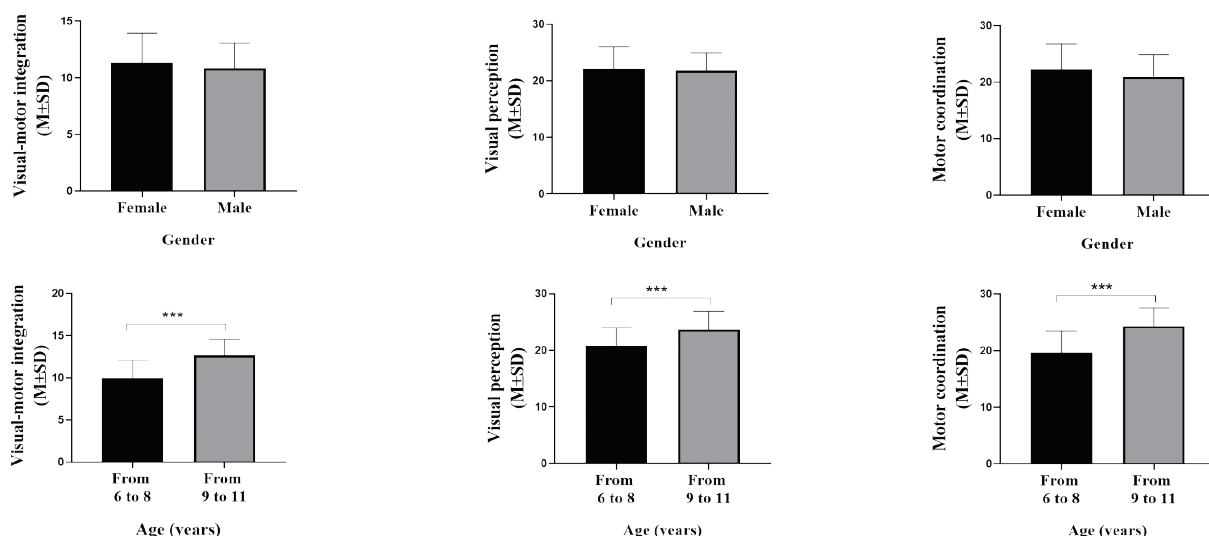 Visual-motor integration
(M±SD)
15
10
5
0
Female Male
Gender
Visual perception
(M±SD)
30
20
10
0
Female Male
Gender
Motor coordination
(M±SD)
30
20
10
0
Female Male
Gender
Visual-motor integration
(M±SD)
20
15
10
5
0
***
From From
6 to 8 9 to 11
Age (years)
Visual perception
(M±SD)
30
20
10
0
***
From From
6 to 8 9 to 11
Age (years)
Motor coordination
(M±SD)
30
20
10
0
***
From From
6 to 8 9 to 11
Age (years)